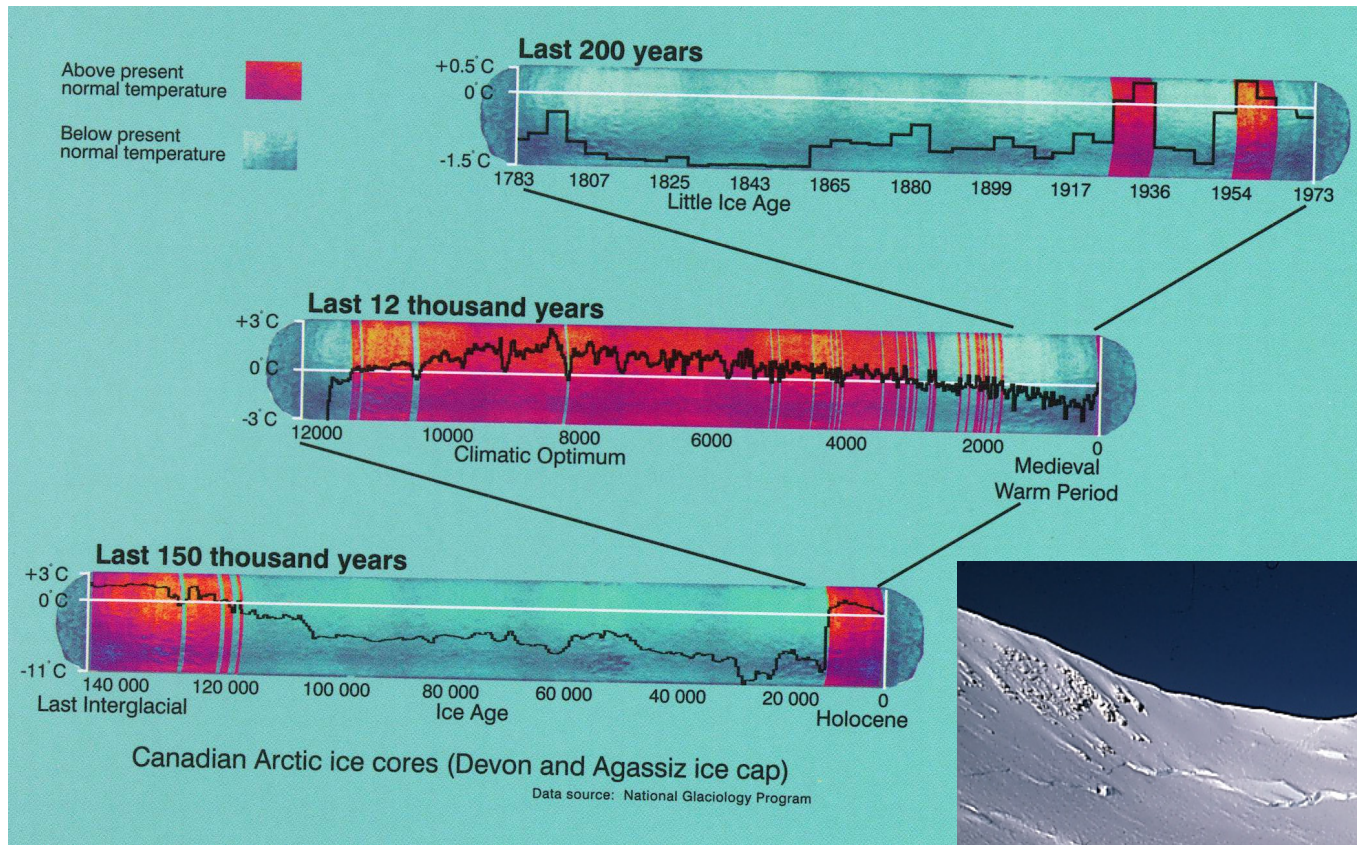 Above present
normal temperature
Below present
normal temperature
Last 200 years
+0.5°C
0°C
-1.5°C
1783 1807 1825 1843 1865 1880 1899 1917 1936 1954 1973
Little Ice Age
Last 12 thousand years
+3°C
0°C
-3°C
12000 10000 8000 6000 4000 2000 0
Climatic Optimum
Medieval
Warm Period
Last 150 thousand years
+3°C
0°C
-11°C
140 000 120 000 100 000 80 000 60 000 40 000 20 000 0
Last Interglacial Ice Age Holocene
Canadian Arctic ice cores (Devon and Agassiz ice cap)
Data source: National Glaciology Program